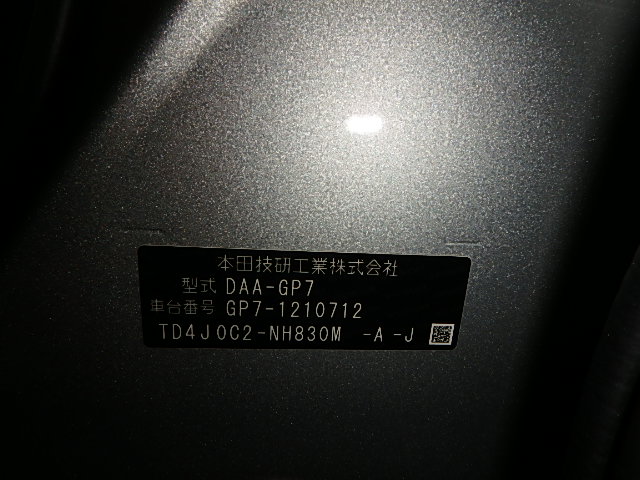 本田技研工業株式会社
型式 DAA-GP7
車台番号 GP7-1210712
TD4J0C2-NH830M -A-J